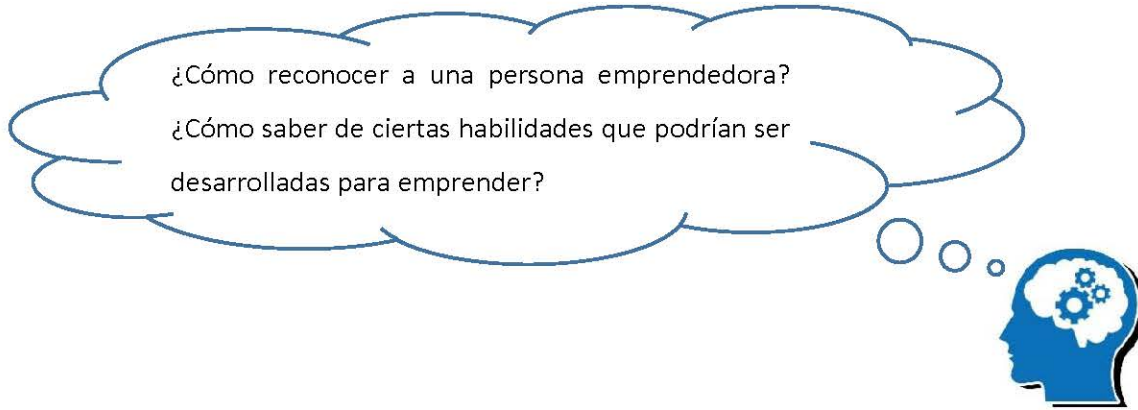 ¿Cómo reconocer a una persona emprendedora?
¿Cómo saber de ciertas habilidades que podrían ser
desarrolladas para emprender?